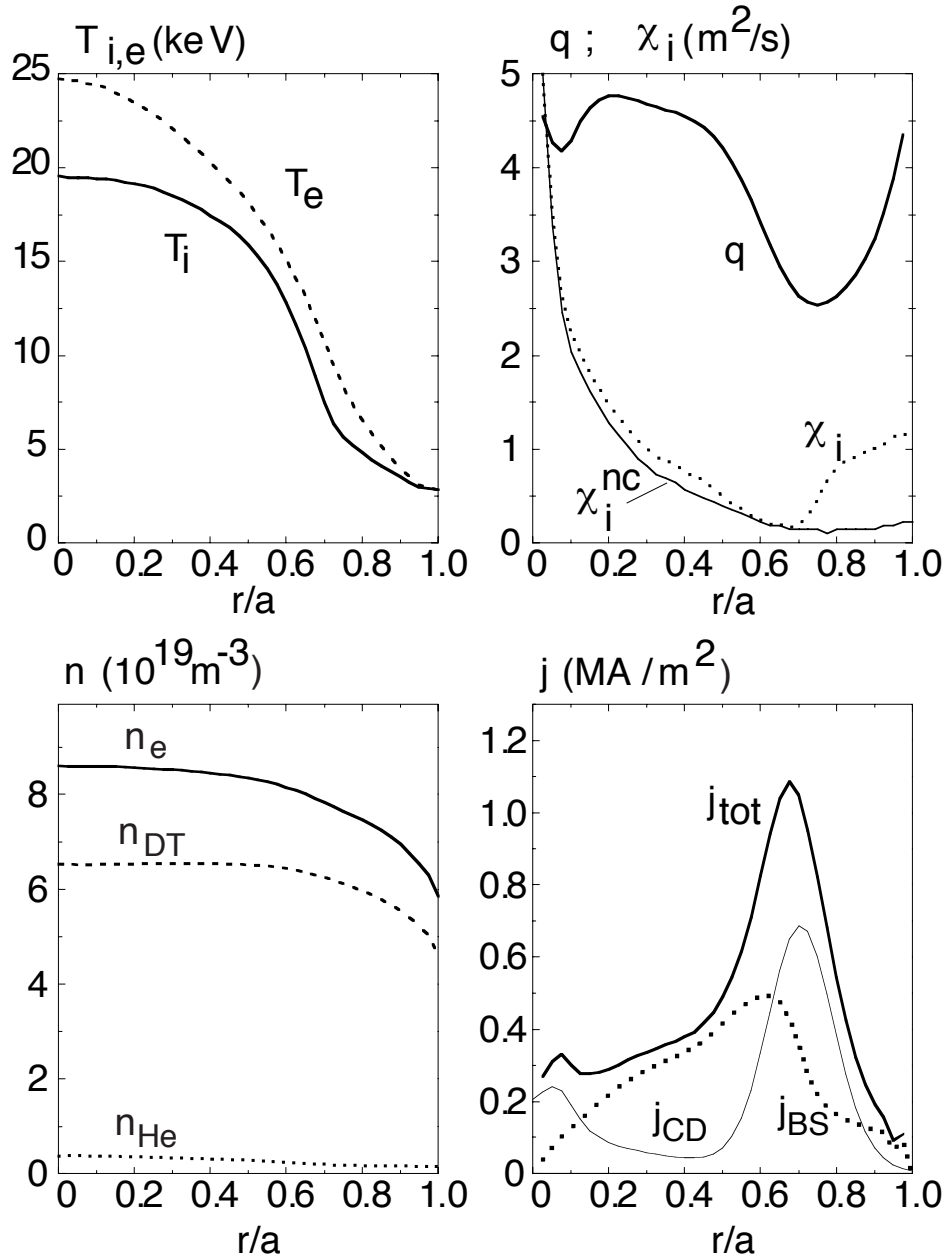 T i,e (keV)
25
20
15
10
5
0
T e
T i
0 0.2 0.4 0.6 0.8 1.0
r/a
q ; χ i (m²/s)
5
4
3
2
1
0
q
χ i
χ i nc
0 0.2 0.4 0.6 0.8 1.0
r/a
n (10¹⁹m⁻³)
8
6
4
2
0
n e
n DT
n He
0 0.2 0.4 0.6 0.8 1.0
r/a
j (MA / m²)
1.2
1.0
0.8
0.6
0.4
0.2
0
j tot
j CD
j BS
0 0.2 0.4 0.6 0.8 1.0
r/a